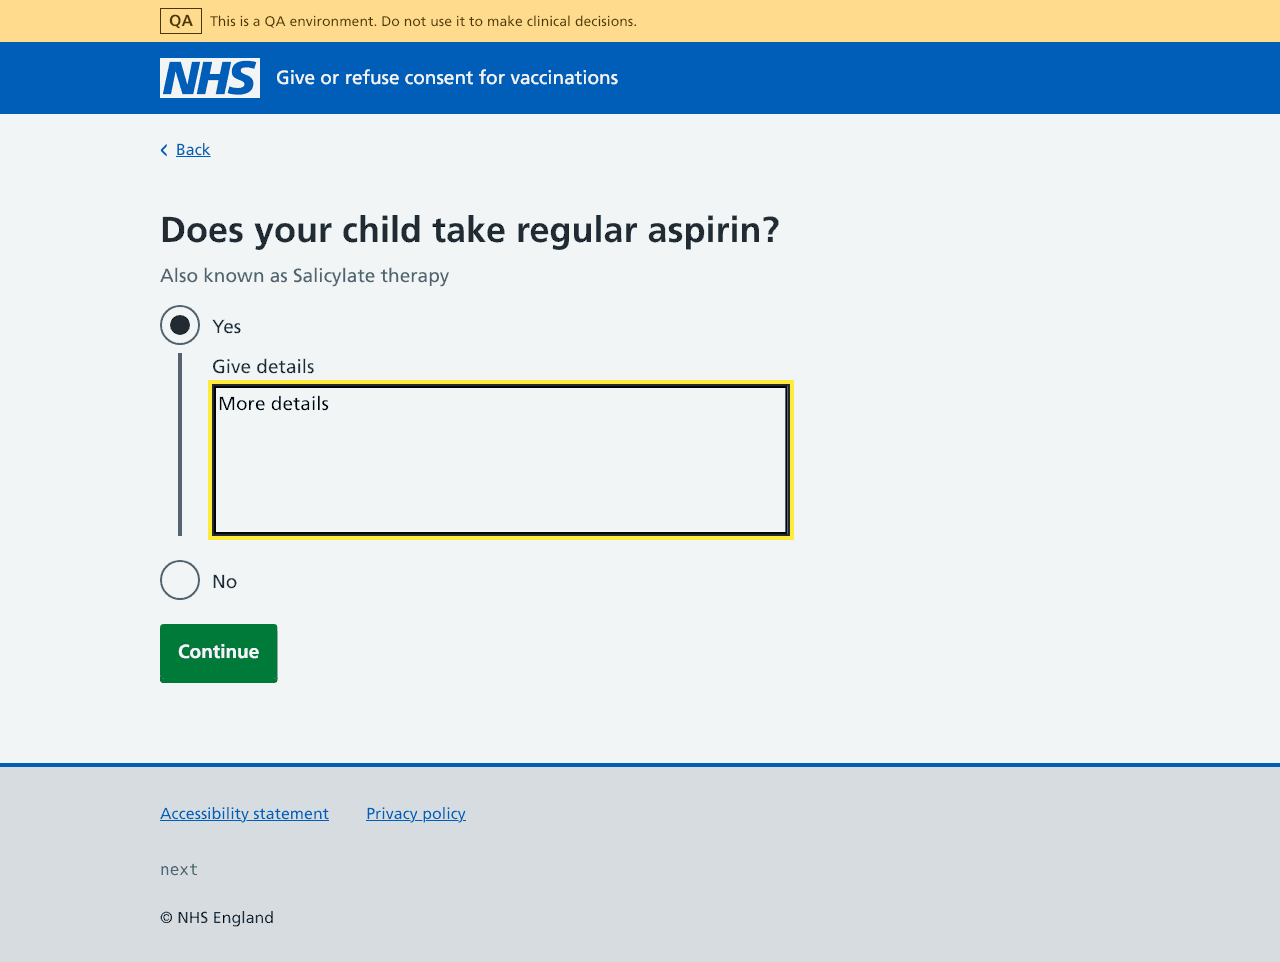 QA This is a QA environment. Do not use it to make clinical decisions.
NHS Give or refuse consent for vaccinations
Back
Does your child take regular aspirin?
Also known as Salicylate therapy
Yes
Give details
More details
No
Continue
Accessibility statement Privacy policy
next
© NHS England